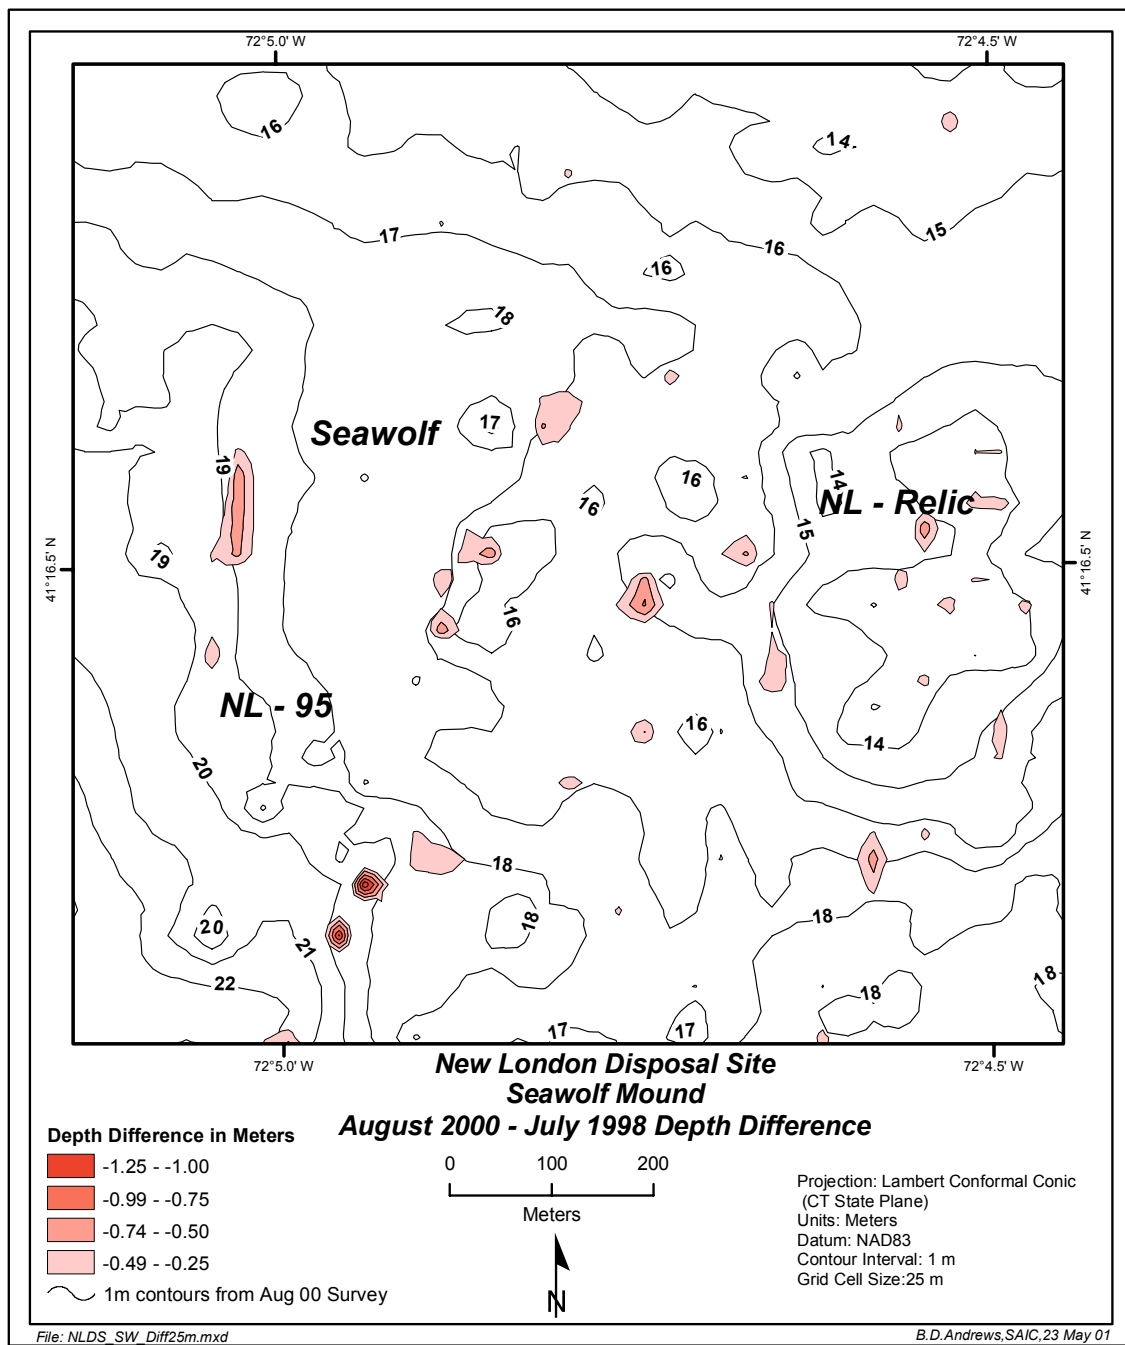 72°5.0' W
72°4.5' W
16
14.
15
17
16
16
18
17
Seawolf
19
16
14
NL - Relic
16
15
19
41°16.5' N
41°16.5' N
16
NL - 95
16
14
20
18
18
18
20
21
22
18
18
17
17
72°5.0' W
72°4.5' W
New London Disposal Site
Seawolf Mound
August 2000 - July 1998 Depth Difference
Depth Difference in Meters
-1.25 - -1.00
-0.99 - -0.75
-0.74 - -0.50
-0.49 - -0.25
1m contours from Aug 00 Survey
0 100 200
Meters
N
Projection: Lambert Conformal Conic
(CT State Plane)
Units: Meters
Datum: NAD83
Contour Interval: 1 m
Grid Cell Size:25 m
File: NLDS_SW_Diff25m.mxd
B.D.Andrews,SAIC,23 May 01